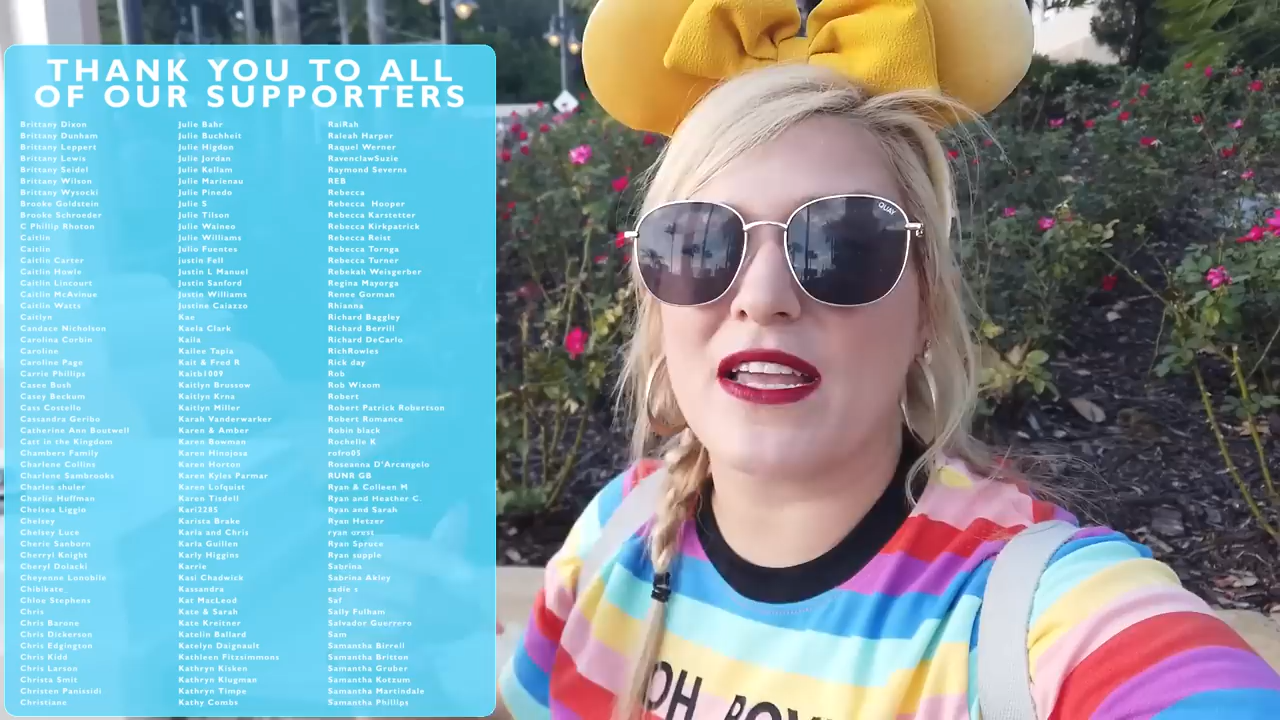 THANK YOU TO ALL
OF OUR SUPPORTERS
Brittany Dixon
Brittany Dunham
Brittany Leppert
Brittany Lewis
Brittany Seidel
Brittany Wilson
Brittany Wysocki
Brooke Goldstein
Brooke Schroeder
C Phillip Rhoton
Caitlin
Caitlin
Caitlin Carter
Caitlin Howle
Caitlin Lincourt
Caitlin McAvinue
Caitlin Watts
Caitlyn
Candace Nicholson
Carolina Corbin
Caroline
Caroline Page
Carrie Phillips
Casee Bush
Casey Beckum
Cass Costello
Cassandra Geribo
Catherine Ann Boutwell
Catt in the Kingdom
Chambers Family
Charlene Collins
Charlene Sambrooks
Charles shuler
Charlie Huffman
Chelsea Liggin
Chelsey
Chelsey Luce
Cherie Sanborn
Cherryl Knight
Cheryl Dolacki
Cheyenne Lonobile
Chibikate_
Chloe Stephens
Chris
Chris Barone
Chris Dickerson
Chris Edgington
Chris Kidd
Chris Larson
Christa Smit
Christen Panissidi
Christiane
Julie Bahr
Julie Buchheit
Julie Higdon
Julie Jordan
Julie Kellam
Julie Marienau
Julie Pinedo
Julie S
Julie Tilson
Julie Waineo
Julie Williams
Julio Fuentes
justin Fell
Justin L Manuel
Justin Sanford
Justin Williams
Justine Caiazzo
Kae
Kaela Clark
Kaila
Kailee Tapia
Kait & Fred R
Kaitb1009
Kaitlyn Brussow
Kaitlyn Krna
Kaitlyn Miller
Karah Vanderwarker
Karen & Amber
Karen Bowman
Karen Hinojosa
Karen Horton
Karen Kyles Parmar
Karen Lofquist
Karen Tisdell
Kari2285
Karista Brake
Karla and Chris
Karla Guillen
Karly Higgins
Karrie
Kasi Chadwick
Kassandra
Kat MacLeod
Kate & Sarah
Kate Kreitner
Katelin Ballard
Katelyn Daignault
Kathleen Fitzsimmons
Kathryn Kisken
Kathryn Klugman
Kathryn Timpe
Kathy Combs
RaiRah
Raleah Harper
Raquel Werner
RavenclawSuzie
Raymond Severns
REB
Rebecca
Rebecca Hooper
Rebecca Karstetter
Rebecca Kirkpatrick
Rebecca Reist
Rebecca Tornga
Rebecca Turner
Rebekah Weisgerber
Regina Mayorga
Renee Gorman
Rhianna
Richard Baggley
Richard Berrill
Richard DeCarlo
RichRowles
Rick day
Rob
Rob Wixom
Robert
Robert Patrick Robertson
Robert Romance
Robin black
Rochelle K
rofro95
Roseanna D'Arcangelo
RUNR GB
Ryan & Colleen M
Ryan and Heather C.
Ryan and Sarah
Ryan Hetzer
ryan urest
Ryan Spruce
Ryan supple
Sabrina
Sabrina Akley
sadie s
Saf
Sally Fulham
Salvador Guerrero
Sam
Samantha Birrell
Samantha Britton
Samantha Gruber
Samantha Kotzum
Samantha Martindale
Samantha Phillips
QUAY
OH, BOY